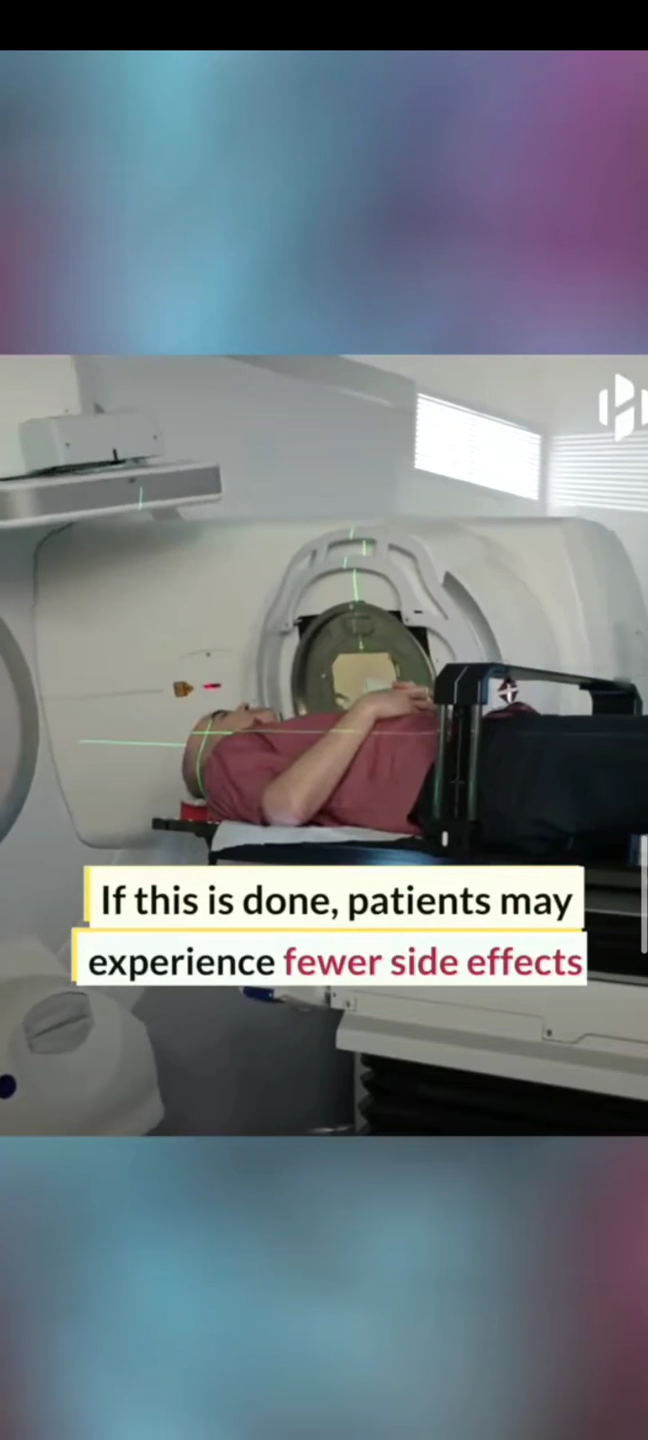 If this is done, patients may
experience fewer side effects